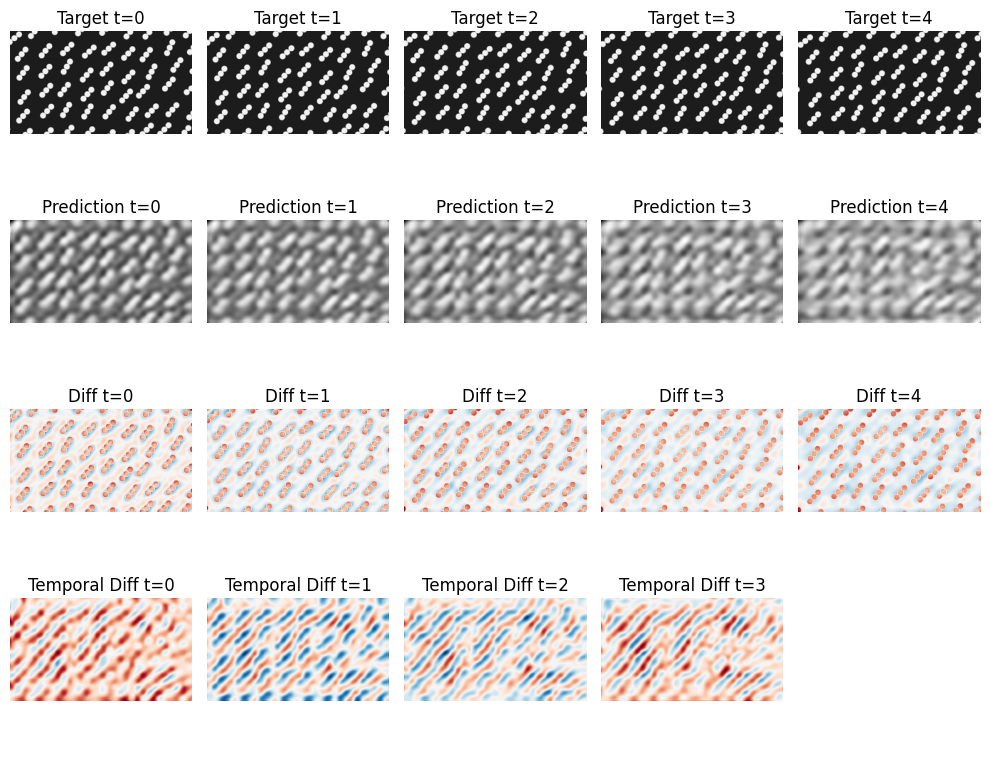 Target t=0
Target t=1
Target t=2
Target t=3
Target t=4
Prediction t=0
Prediction t=1
Prediction t=2
Prediction t=3
Prediction t=4
Diff t=0
Diff t=1
Diff t=2
Diff t=3
Diff t=4
Temporal Diff t=0
Temporal Diff t=1
Temporal Diff t=2
Temporal Diff t=3